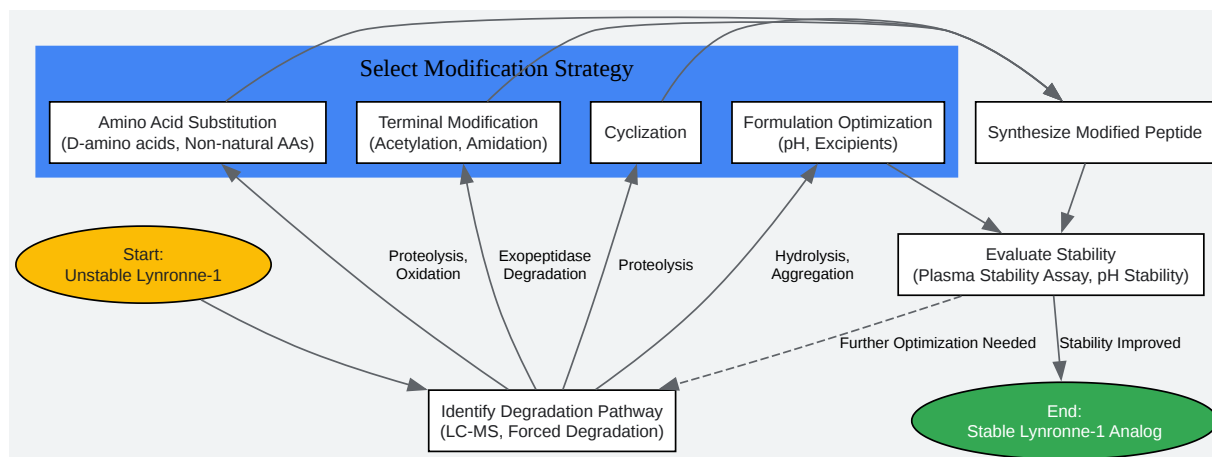 Select Modification Strategy
Amino Acid Substitution
(D-amino acids, Non-natural AAs)
Terminal Modification
(Acetylation, Amidation)
Cyclization
Formulation Optimization
(pH, Excipients)
Synthesize Modified Peptide
Start:
Unstable Lynronne-1
Proteolysis,
Oxidation
Exopeptidase
Degradation
Proteolysis
Hydrolysis,
Aggregation
Evaluate Stability
(Plasma Stability Assay, pH Stability)
Further Optimization Needed
Stability Improved
Identify Degradation Pathway
(LC-MS, Forced Degradation)
End:
Stable Lynronne-1 Analog